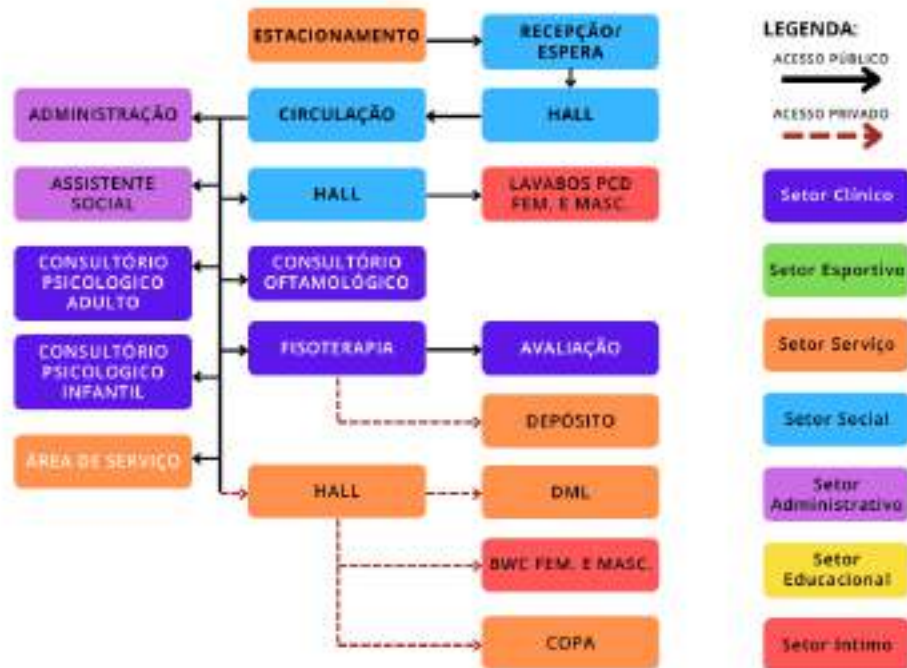 ESTACIONAMENTO
RECEPÇÃO/
ESPERA
ADMINISTRAÇÃO
CIRCULAÇÃO
HALL
ASSISTENTE
SOCIAL
HALL
LAVABOS PCD
FEM. E MASC.
CONSULTÓRIO
PSICOLOGICO
ADULTO
CONSULTÓRIO
OFTAMOLÓGICO
CONSULTÓRIO
PSICOLOGICO
INFANTIL
FISOTERAPIA
AVALIAÇÃO
DEPÓSITO
ÁREA DE SERVIÇO
HALL
DML
BWC FEM. E MASC.
COPA
LEGENDA:
ACESSO PÚBLICO
ACESSO PRIVADO
Setor Clínico
Setor Esportivo
Setor Serviço
Setor Social
Setor
Administrativo
Setor
Educacional
Setor Intimo